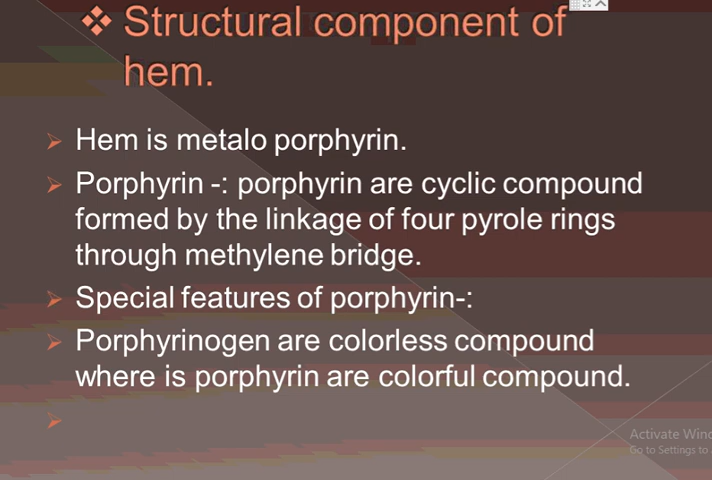 ❖ Structural component of
hem.
➢ Hem is metalo porphyrin.
➢ Porphyrin -: porphyrin are cyclic compound
formed by the linkage of four pyrole rings
through methylene bridge.
➢ Special features of porphyrin-:
➢ Porphyrinogen are colorless compound
where is porphyrin are colorful compound.
➢
Activate Wind
Go to Settings to